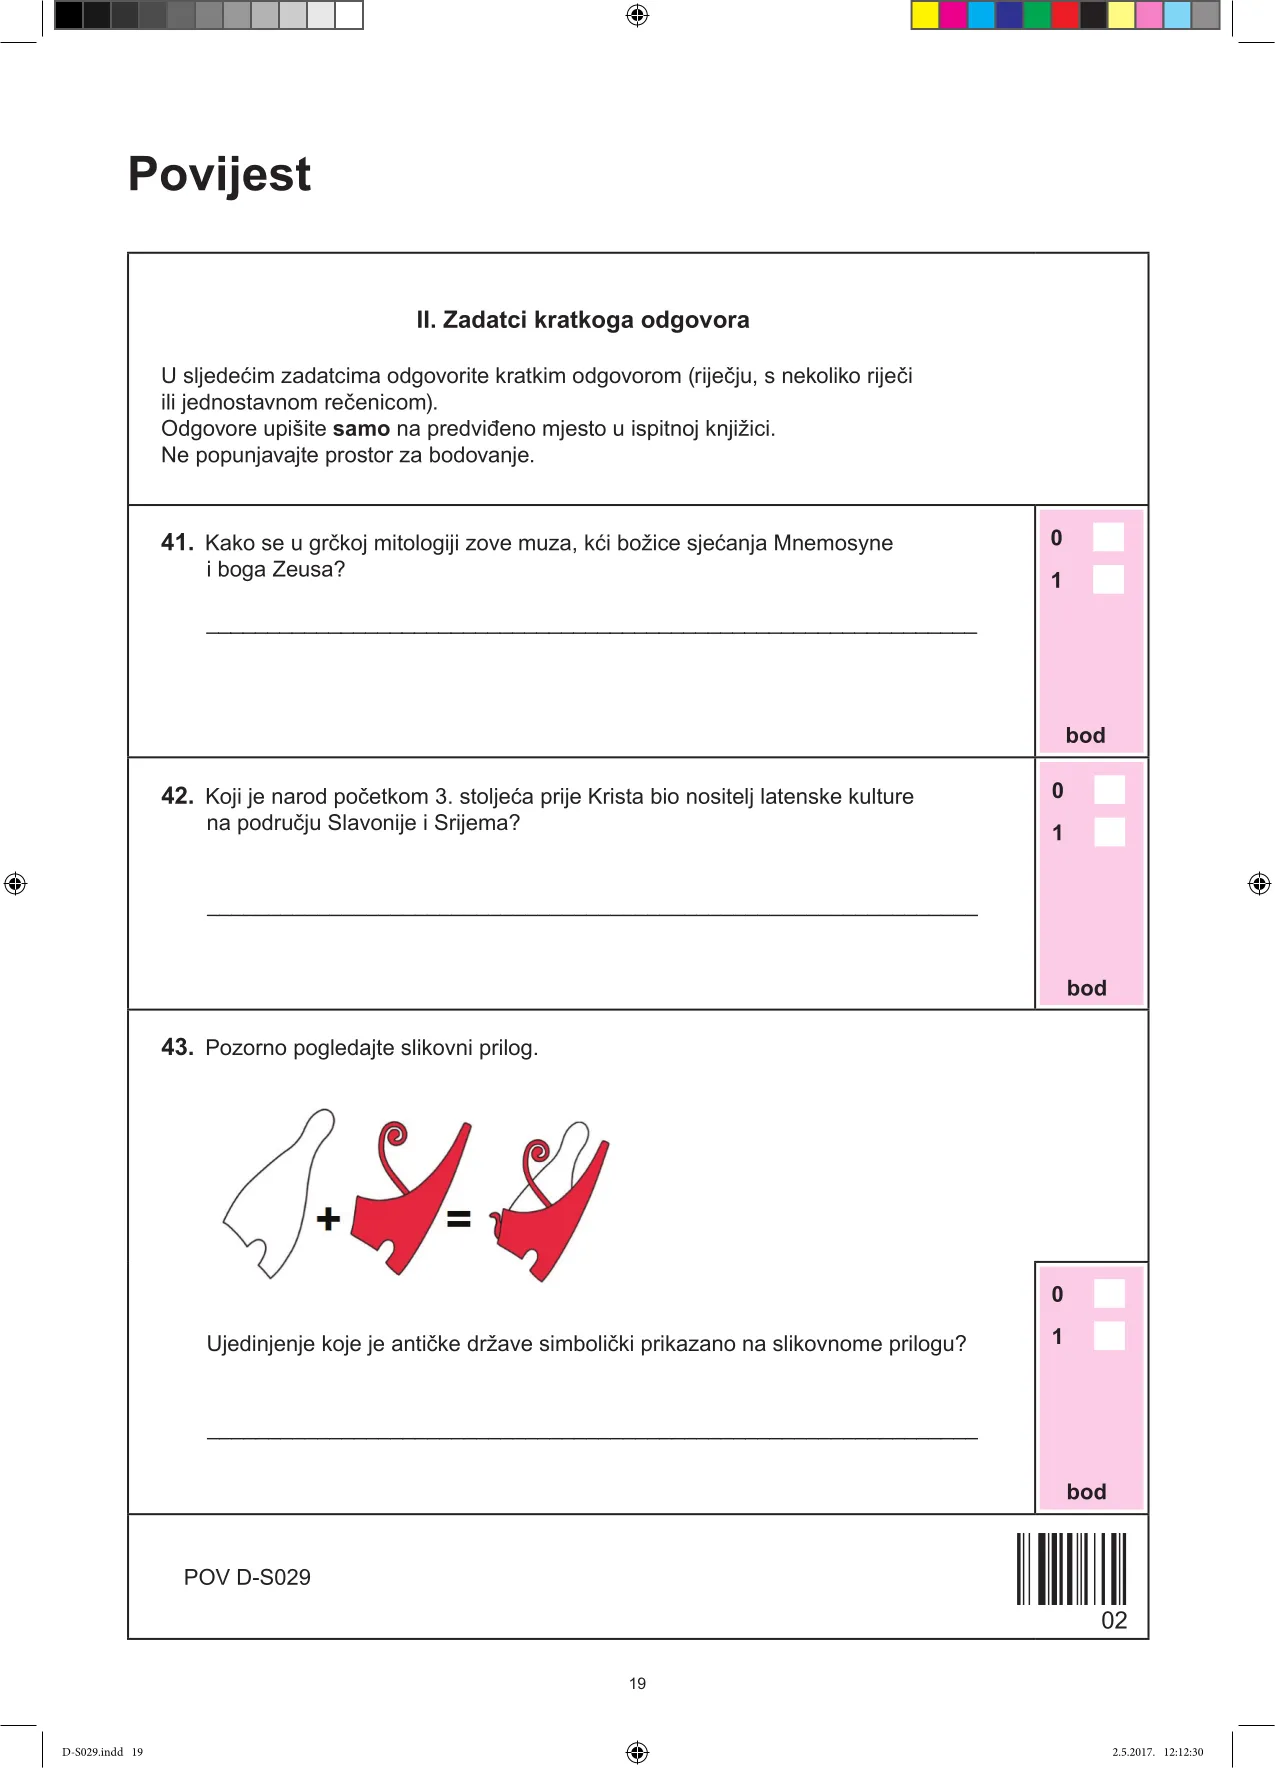 Povijest
II. Zadatci kratkoga odgovora
U sljedećim zadatcima odgovorite kratkim odgovorom (riječju, s nekoliko riječi
ili jednostavnom rečenicom).
Odgovore upišite samo na predviđeno mjesto u ispitnoj knjižici.
Ne popunjavajte prostor za bodovanje.
41. Kako se u grčkoj mitologiji zove muza, kći božice sjećanja Mnemosyne
i boga Zeusa?
0
1
bod
42. Koji je narod početkom 3. stoljeća prije Krista bio nositelj latenske kulture
na području Slavonije i Srijema?
0
1
bod
43. Pozorno pogledajte slikovni prilog.
+ =
Ujedinjenje koje je antičke države simbolički prikazano na slikovnome prilogu?
0
1
bod
POV D-S029
02
19
D-S029.indd 19
2.5.2017. 12:12:30